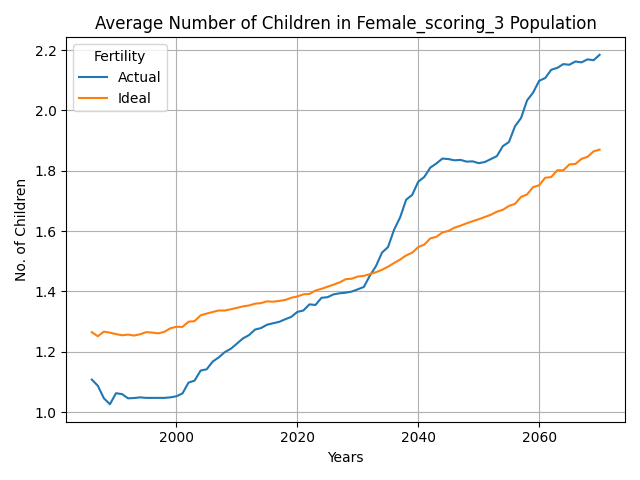 Average Number of Children in Female_scoring_3 Population
No. of Children
2.2
2.0
1.8
1.6
1.4
1.2
1.0
Fertility
Actual
Ideal
2000 2020 2040 2060
Years